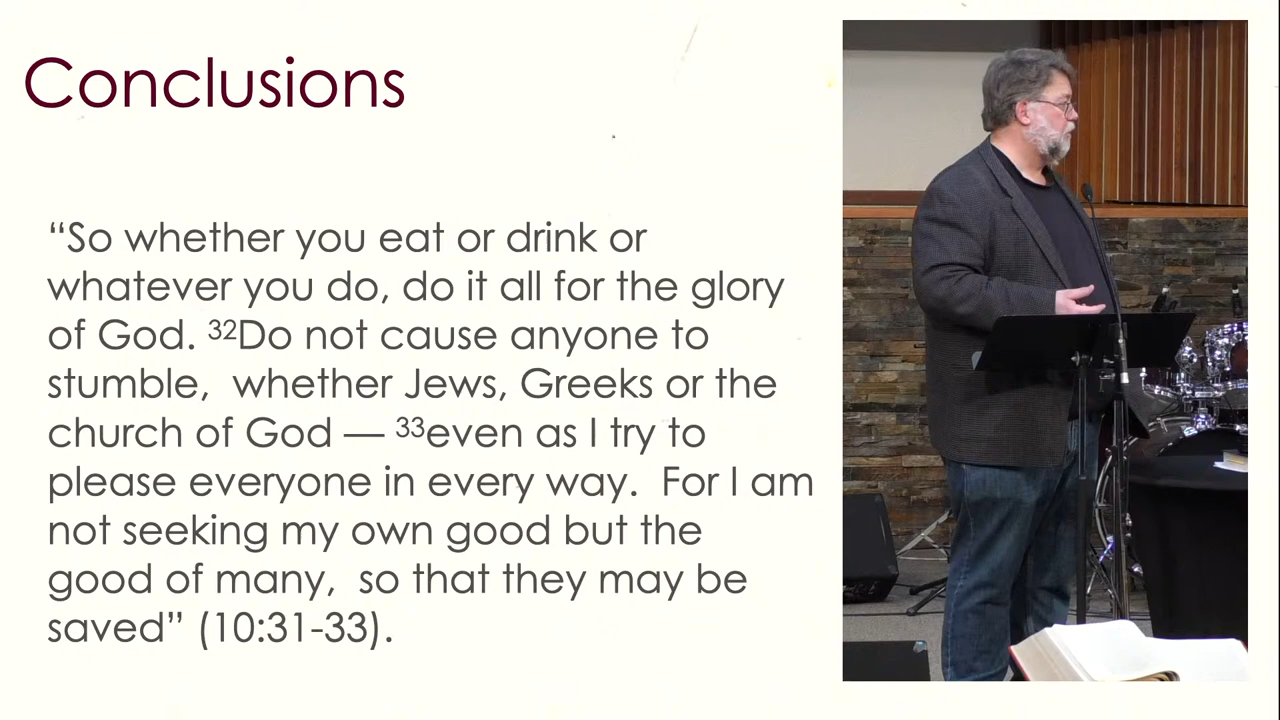 Conclusions
“So whether you eat or drink or
whatever you do, do it all for the glory
of God. ³²Do not cause anyone to
stumble,  whether Jews, Greeks or the
church of God — ³³even as I try to
please everyone in every way.  For I am
not seeking my own good but the
good of many,  so that they may be
saved” (10:31-33).